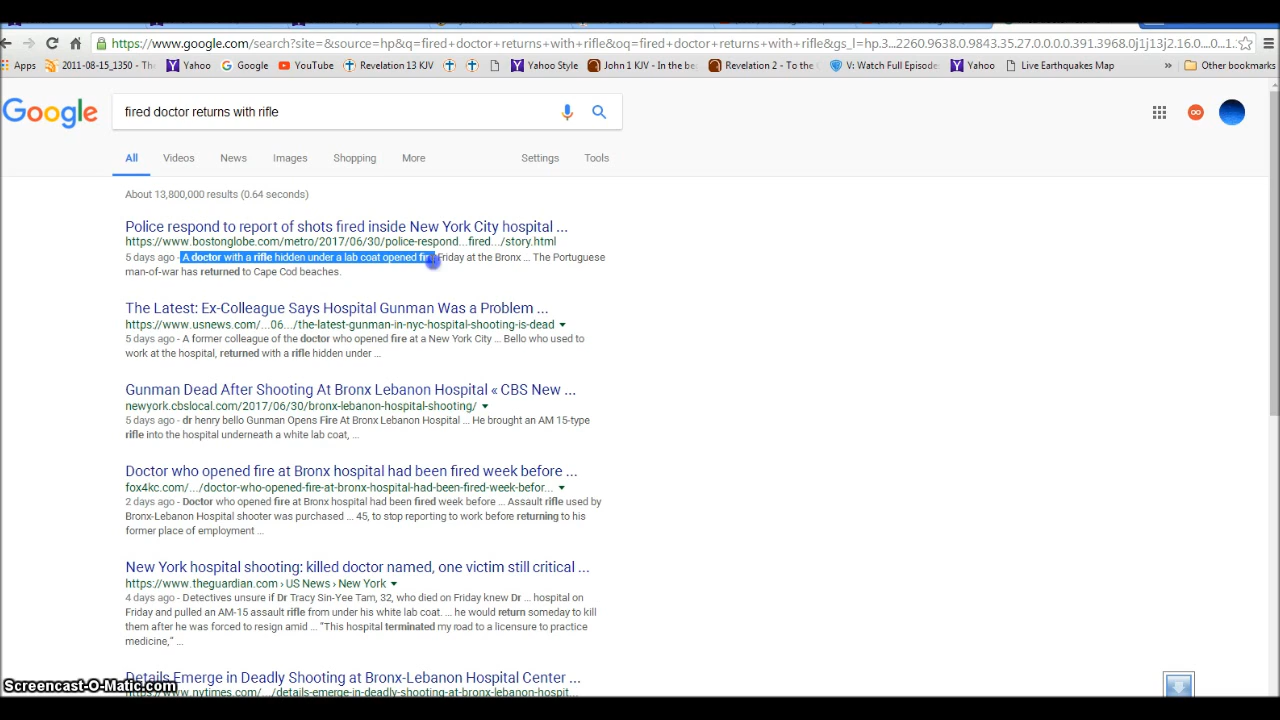 https://www.google.com/search?site=&source=hp&q=fired+doctor+returns+with+rifle&oq=fired+doctor+returns+with+rifle&gs_l=hp.3...2260.9638.0.9843.35.27.0.0.0.0.391.3968.0j1j13j2.16.0....0...1..
Apps 2011-08-15_1350 - Th Yahoo Google YouTube Revelation 13 KJV Yahoo Style John 1 KJV - In the be Revelation 2 - To the V: Watch Full Episode Yahoo Live Earthquakes Map » Other bookmarks
Google fired doctor returns with rifle
All Videos News Images Shopping More Settings Tools
About 13,800,000 results (0.64 seconds)
Police respond to report of shots fired inside New York City hospital ...
https://www.bostonglobe.com/metro/2017/06/30/police-respond...fired.../story.html
5 days ago - A doctor with a rifle hidden under a lab coat opened fire Friday at the Bronx ... The Portuguese
man-of-war has returned to Cape Cod beaches.
The Latest: Ex-Colleague Says Hospital Gunman Was a Problem ...
https://www.usnews.com/...06.../the-latest-gunman-in-nyc-hospital-shooting-is-dead
5 days ago - A former colleague of the doctor who opened fire at a New York City ... Bello who used to
work at the hospital, returned with a rifle hidden under ...
Gunman Dead After Shooting At Bronx Lebanon Hospital « CBS New ...
newyork.cbslocal.com/2017/06/30/bronx-lebanon-hospital-shooting/
5 days ago - dr henry bello Gunman Opens Fire At Bronx Lebanon Hospital ... He brought an AM 15-type
rifle into the hospital underneath a white lab coat, ...
Doctor who opened fire at Bronx hospital had been fired week before ...
fox4kc.com/.../doctor-who-opened-fire-at-bronx-hospital-had-been-fired-week-befor...
2 days ago - Doctor who opened fire at Bronx hospital had been fired week before ... Assault rifle used by
Bronx-Lebanon Hospital shooter was purchased ... 45, to stop reporting to work before returning to his
former place of employment ...
New York hospital shooting: killed doctor named, one victim still critical ...
https://www.theguardian.com › US News › New York
4 days ago - Detectives unsure if Dr Tracy Sin-Yee Tam, 32, who died on Friday knew Dr ... hospital on
Friday and pulled an AM-15 assault rifle from under his white lab coat. ... he would return someday to kill
them after he was forced to resign amid ... "This hospital terminated my road to a licensure to practice
medicine," ...
Details Emerge in Deadly Shooting at Bronx-Lebanon Hospital Center ...
https://www.nytimes.com/.../details-emerge-in-deadly-shooting-at-bronx-lebanon-hospit...
Screencast-O-Matic.com